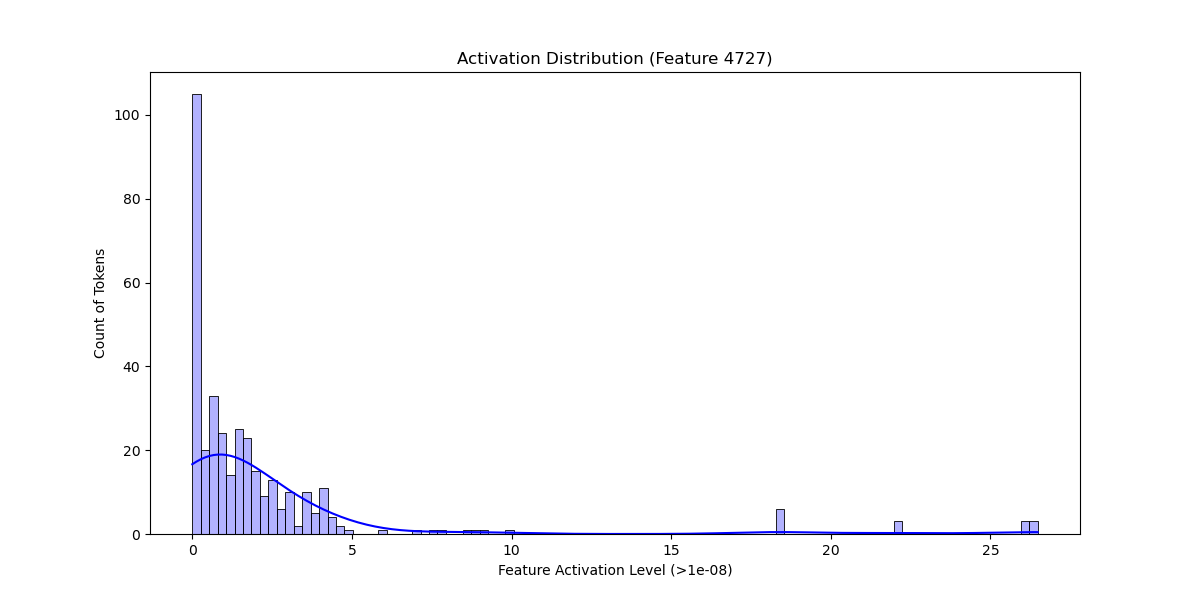 Activation Distribution (Feature 4727)
100
80
60
40
20
0
Count of Tokens
0 5 10 15 20 25
Feature Activation Level (>1e-08)